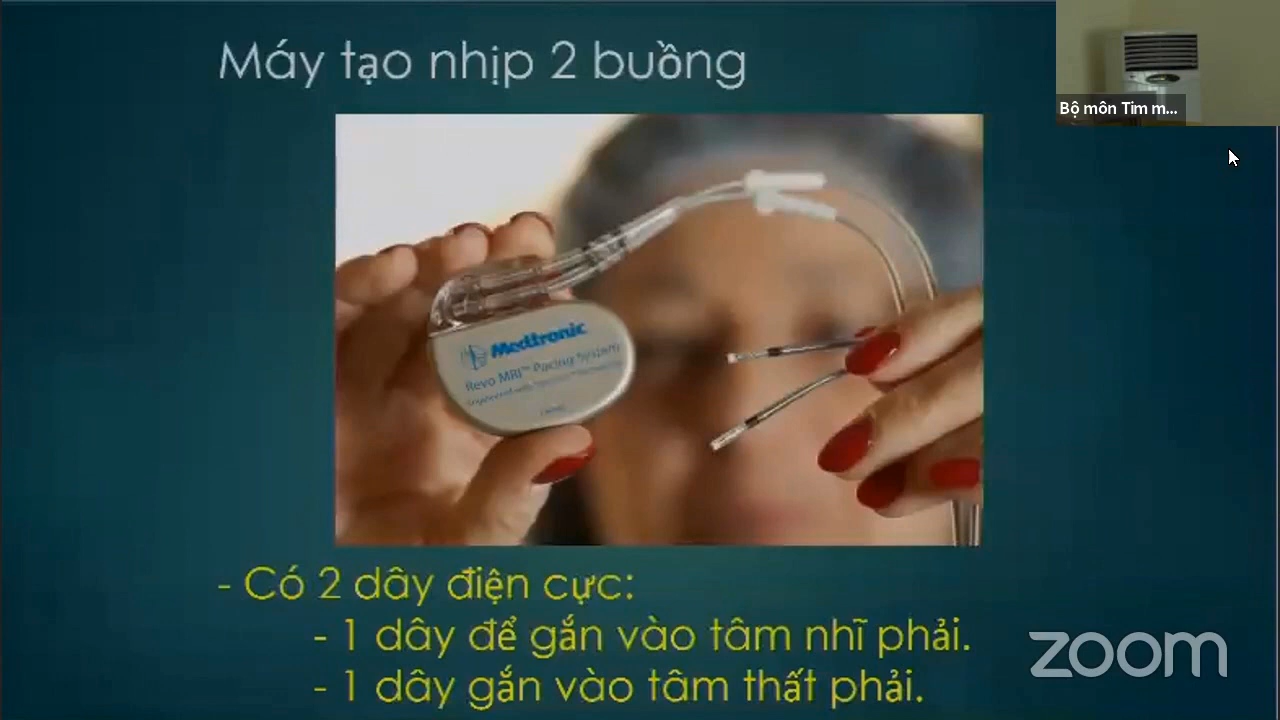 Máy tạo nhịp 2 buồng
Bộ môn Tim m...
Medtronic
Revo MRI™ Pacing System
- Có 2 dây điện cực:
- 1 dây để gắn vào tâm nhĩ phải.
- 1 dây gắn vào tâm thất phải.
zoom